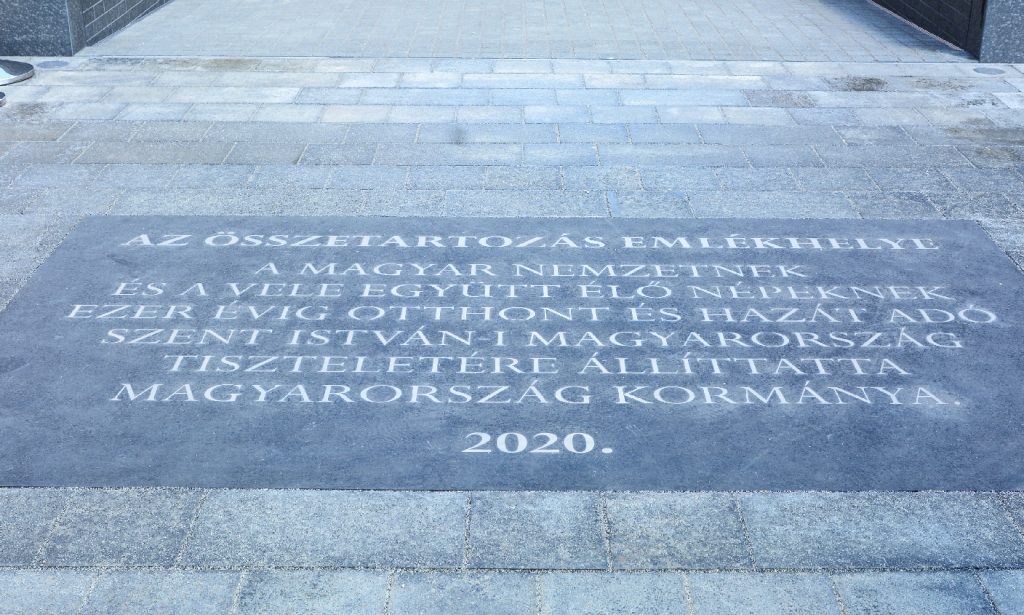 AZ ÖSSZETARTOZÁS EMLÉKHELYE
A MAGYAR NEMZETNEK
ÉS A VELE EGYÜTT ÉLŐ NÉPEKNEK
EZER ÉVIG OTTHONT ÉS HAZÁT ADÓ
SZENT ISTVÁN-I MAGYARORSZÁG
TISZTELETÉRE ÁLLÍTTATTA
MAGYARORSZÁG KORMÁNYA.
2020.